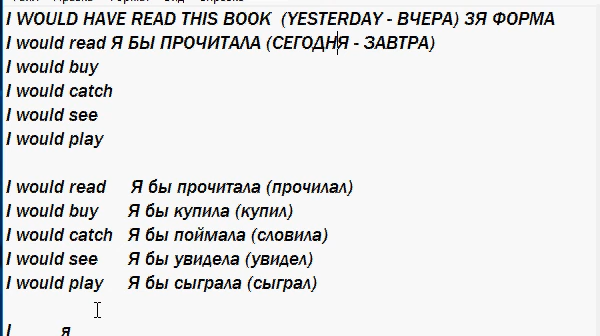 I WOULD HAVE READ THIS BOOK (YESTERDAY - ВЧЕРА) 3Я ФОРМА
I would read Я БЫ ПРОЧИТАЛА (СЕГОДНЯ - ЗАВТРА)
I would buy
I would catch
I would see
I would play
I would read Я бы прочитала (прочилал)
I would buy Я бы купила (купил)
I would catch Я бы поймала (словила)
I would see Я бы увидела (увидел)
I would play Я бы сыграла (сыграл)
I я